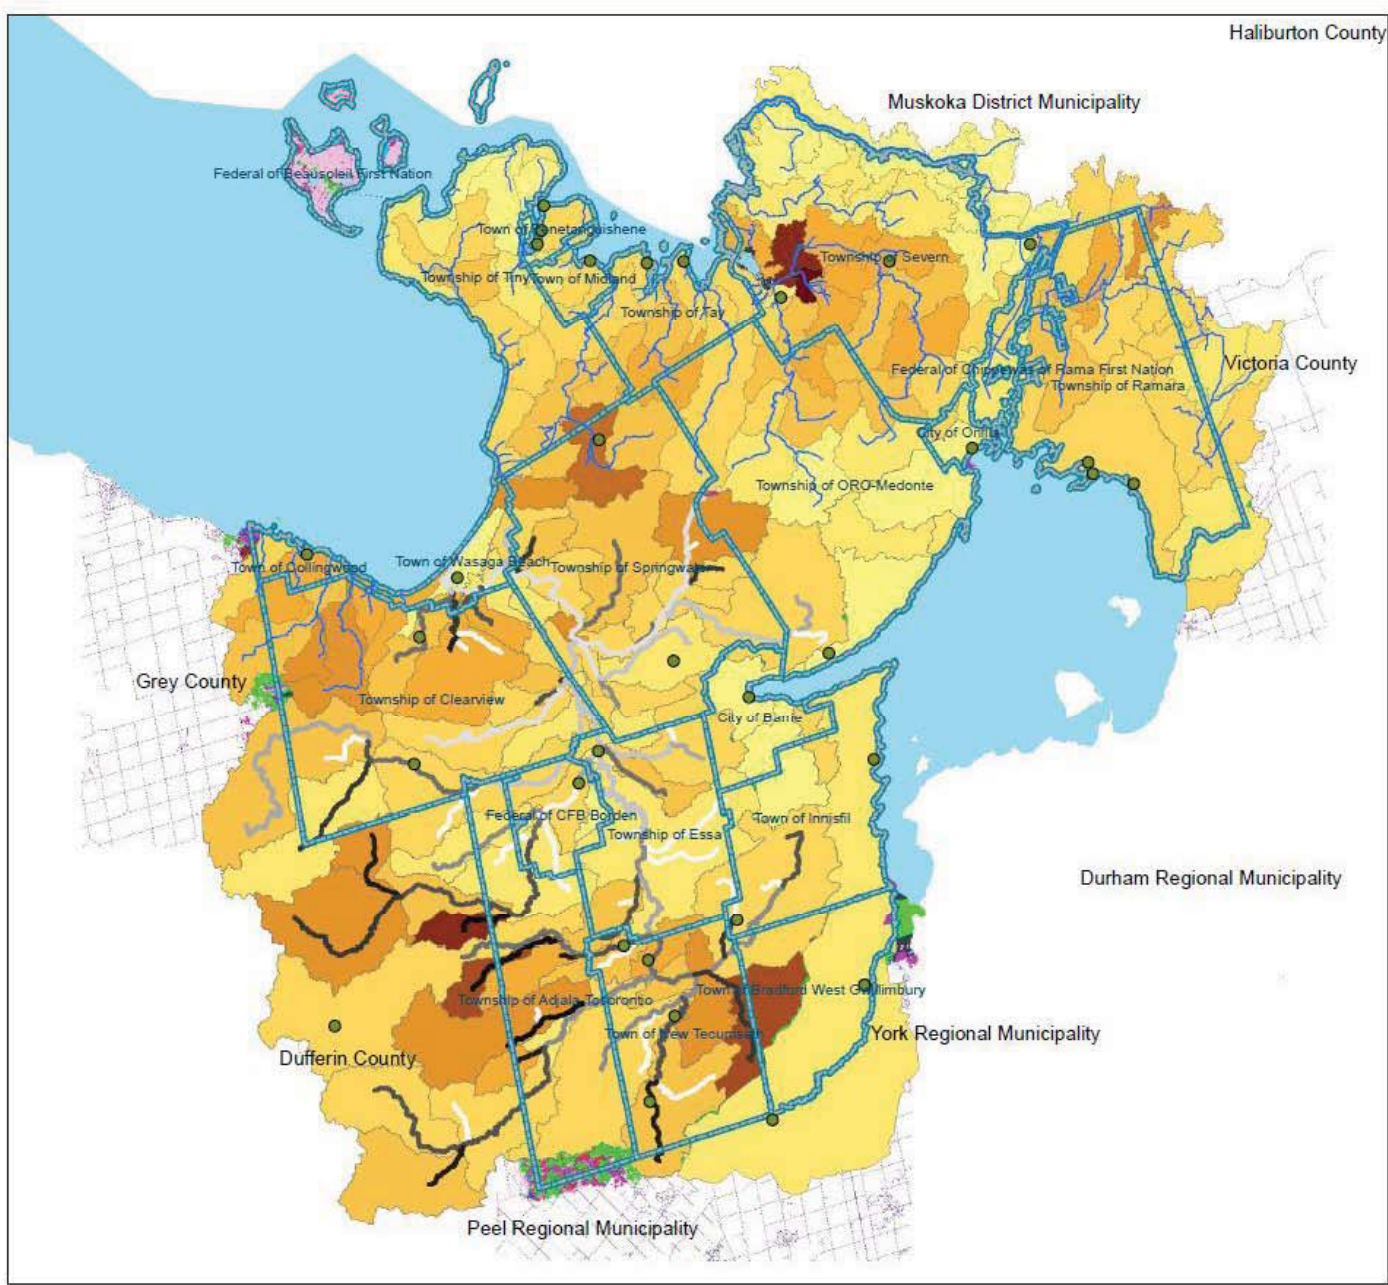 Haliburton County
Muskoka District Municipality
Federal of Beausoleil First Nation
Town of Penetanguishene
Township of Severn
Township of Tiny
Town of Midland
Township of Tay
Victoria County
Federal of Chippewas of Rama First Nation
Township of Ramara
City of Orillia
Township of ORO-Medonte
Town of Wasaga Beach
Township of Springwater
Town of Collingwood
Grey County
Township of Clearview
City of Barrie
Federal of CFB Borden
Town of Innisfil
Township of Essa
Durham Regional Municipality
Town of Bradford West Gwillimbury
Township of Adjala-Tosorontio
Town of New Tecumseth
York Regional Municipality
Dufferin County
Peel Regional Municipality